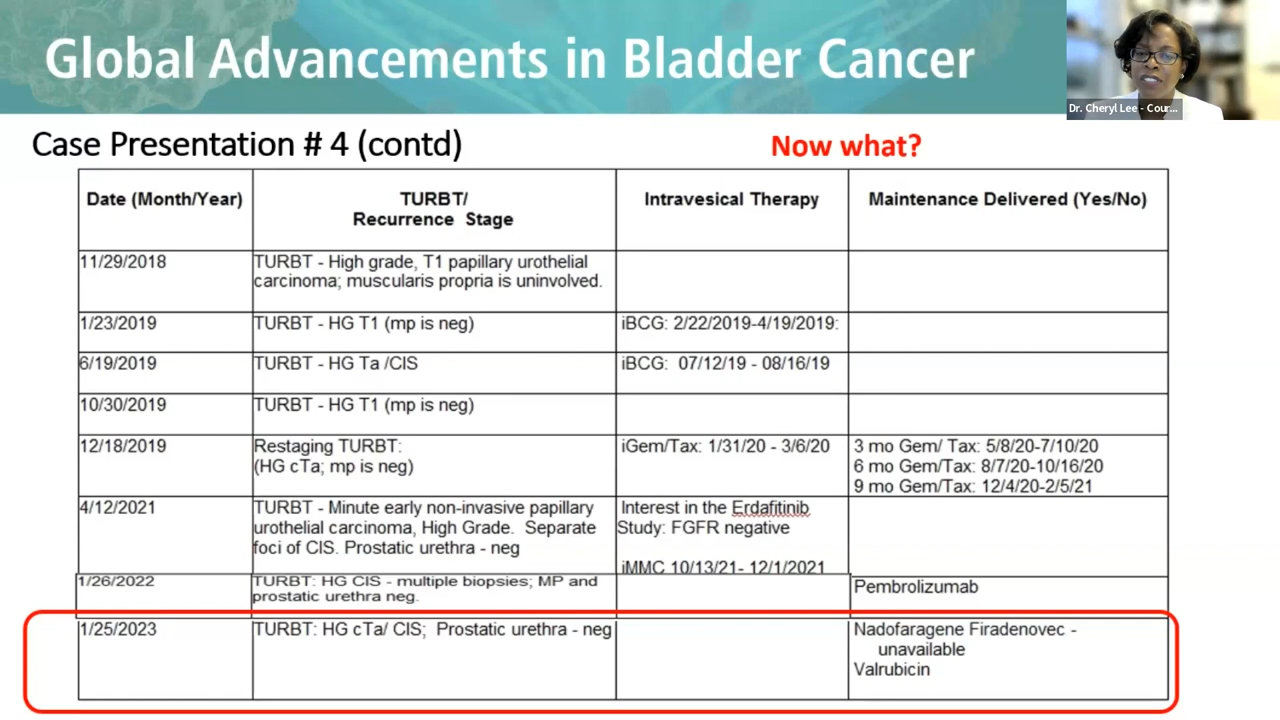 Global Advancements in Bladder Cancer
Dr. Cheryl Lee - Cour...
Case Presentation # 4 (contd)
Now what?
Date (Month/Year)
TURBT/
Recurrence Stage
Intravesical Therapy
Maintenance Delivered (Yes/No)
11/29/2018
TURBT - High grade, T1 papillary urothelial
carcinoma; muscularis propria is uninvolved.
1/23/2019
TURBT - HG T1 (mp is neg)
iBCG: 2/22/2019-4/19/2019:
6/19/2019
TURBT - HG Ta /CIS
iBCG: 07/12/19 - 08/16/19
10/30/2019
TURBT - HG T1 (mp is neg)
12/18/2019
Restaging TURBT:
(HG cTa; mp is neg)
iGem/Tax: 1/31/20 - 3/6/20
3 mo Gem/ Tax: 5/8/20-7/10/20
6 mo Gem/Tax: 8/7/20-10/16/20
9 mo Gem/Tax: 12/4/20-2/5/21
4/12/2021
TURBT - Minute early non-invasive papillary
urothelial carcinoma, High Grade. Separate
foci of CIS. Prostatic urethra - neg
Interest in the Erdafitinib
Study: FGFR negative
iMMC 10/13/21- 12/1/2021
1/26/2022
TURBT: HG CIS - multiple biopsies; MP and
prostatic urethra neg.
Pembrolizumab
1/25/2023
TURBT: HG cTa/ CIS; Prostatic urethra - neg
Nadofaragene Firadenovec -
unavailable
Valrubicin